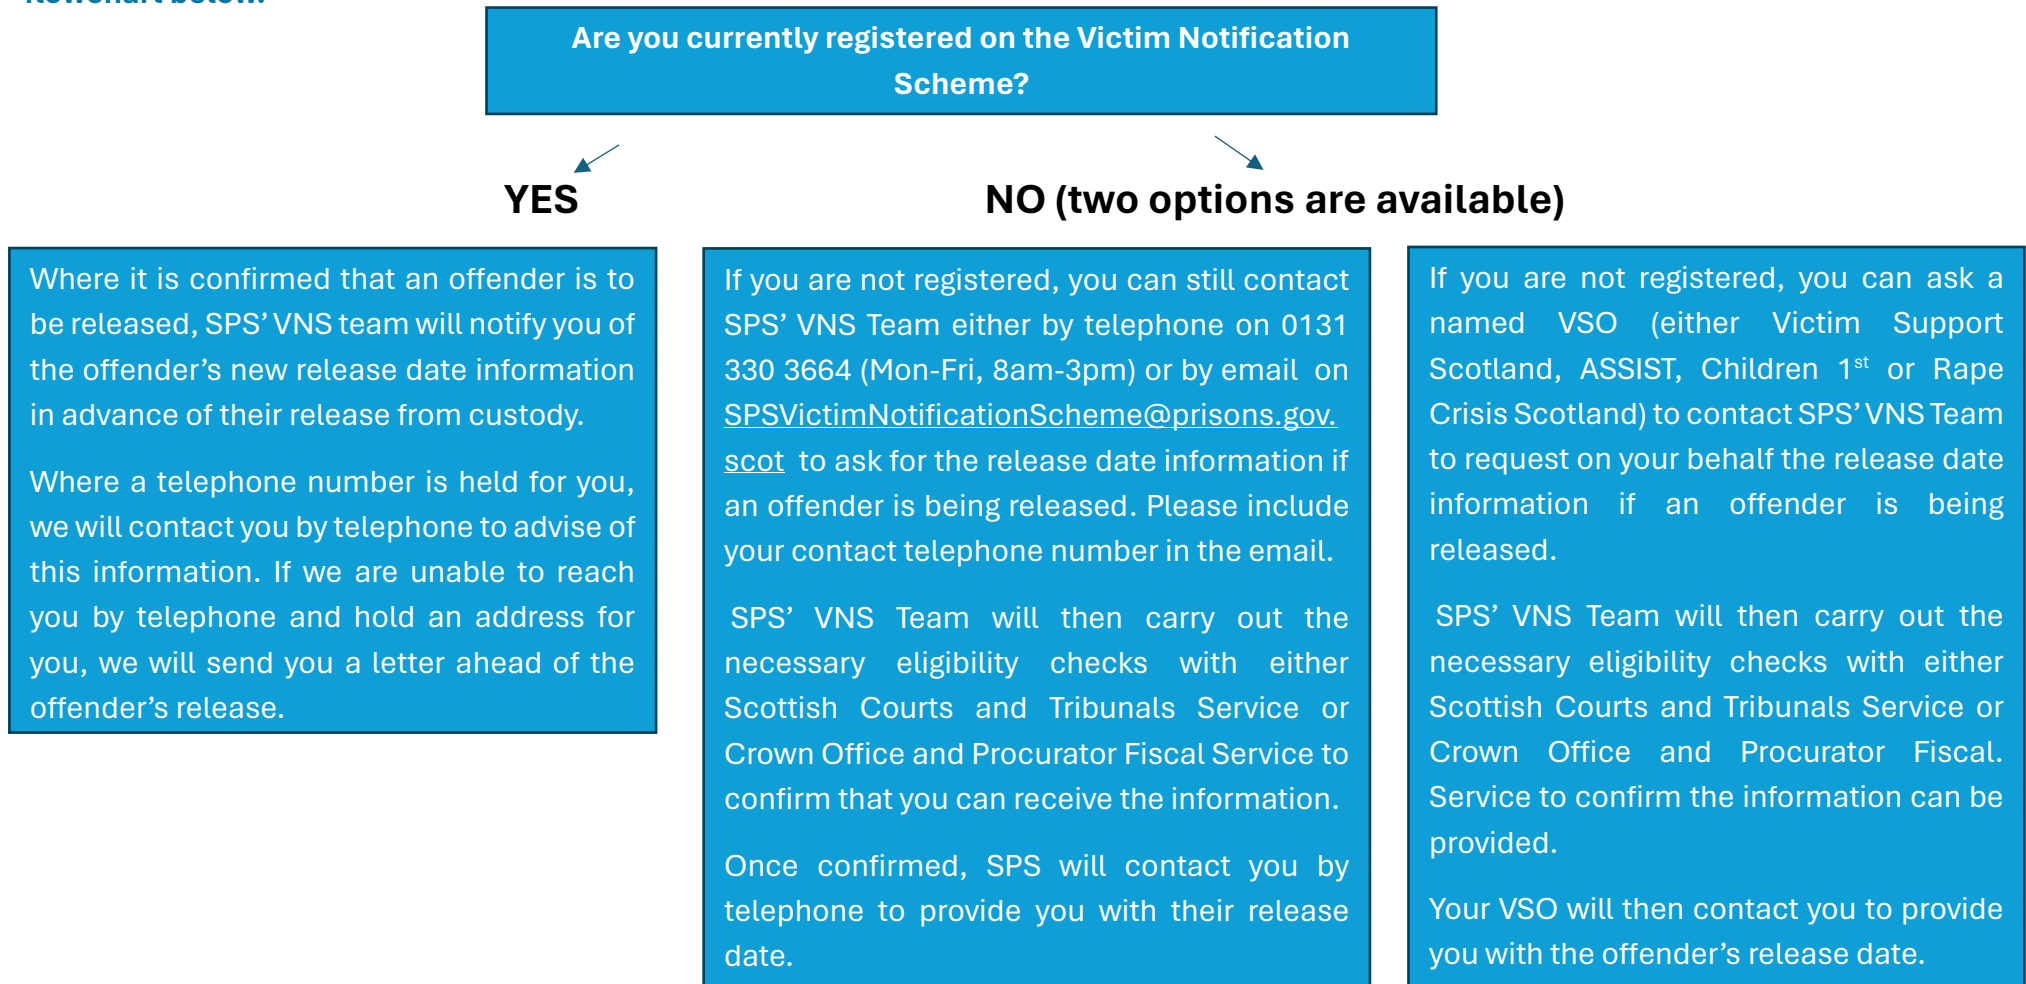 flowchart below.
Are you currently registered on the Victim Notification
Scheme?
YES
NO (two options are available)
Where it is confirmed that an offender is to
be released, SPS’ VNS team will notify you of
the offender’s new release date information
in advance of their release from custody.
Where a telephone number is held for you,
we will contact you by telephone to advise of
this information. If we are unable to reach
you by telephone and hold an address for
you, we will send you a letter ahead of the
offender’s release.
If you are not registered, you can still contact
SPS’ VNS Team either by telephone on 0131
330 3664 (Mon-Fri, 8am-3pm) or by email on
SPSVictimNotificationScheme@prisons.gov.
scot to ask for the release date information if
an offender is being released. Please include
your contact telephone number in the email.
SPS’ VNS Team will then carry out the
necessary eligibility checks with either
Scottish Courts and Tribunals Service or
Crown Office and Procurator Fiscal Service to
confirm that you can receive the information.
Once confirmed, SPS will contact you by
telephone to provide you with their release
date.
If you are not registered, you can ask a
named VSO (either Victim Support
Scotland, ASSIST, Children 1st or Rape
Crisis Scotland) to contact SPS’ VNS Team
to request on your behalf the release date
information if an offender is being
released.
SPS’ VNS Team will then carry out the
necessary eligibility checks with either
Scottish Courts and Tribunals Service or
Crown Office and Procurator Fiscal.
Service to confirm the information can be
provided.
Your VSO will then contact you to provide
you with the offender’s release date.